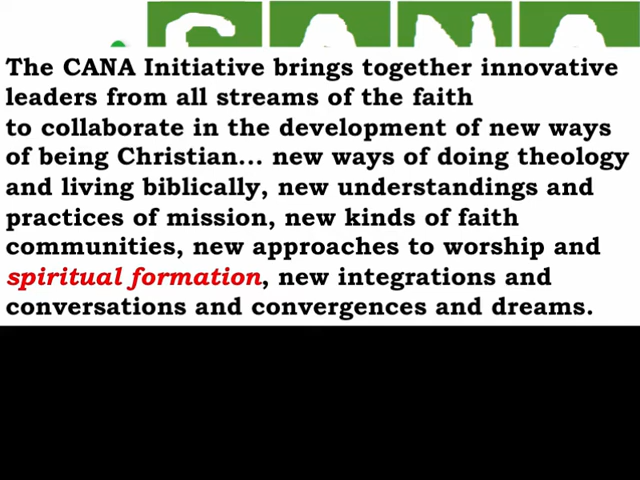 CANA
The CANA Initiative brings together innovative
leaders from all streams of the faith
to collaborate in the development of new ways
of being Christian... new ways of doing theology
and living biblically, new understandings and
practices of mission, new kinds of faith
communities, new approaches to worship and
spiritual formation, new integrations and
conversations and convergences and dreams.